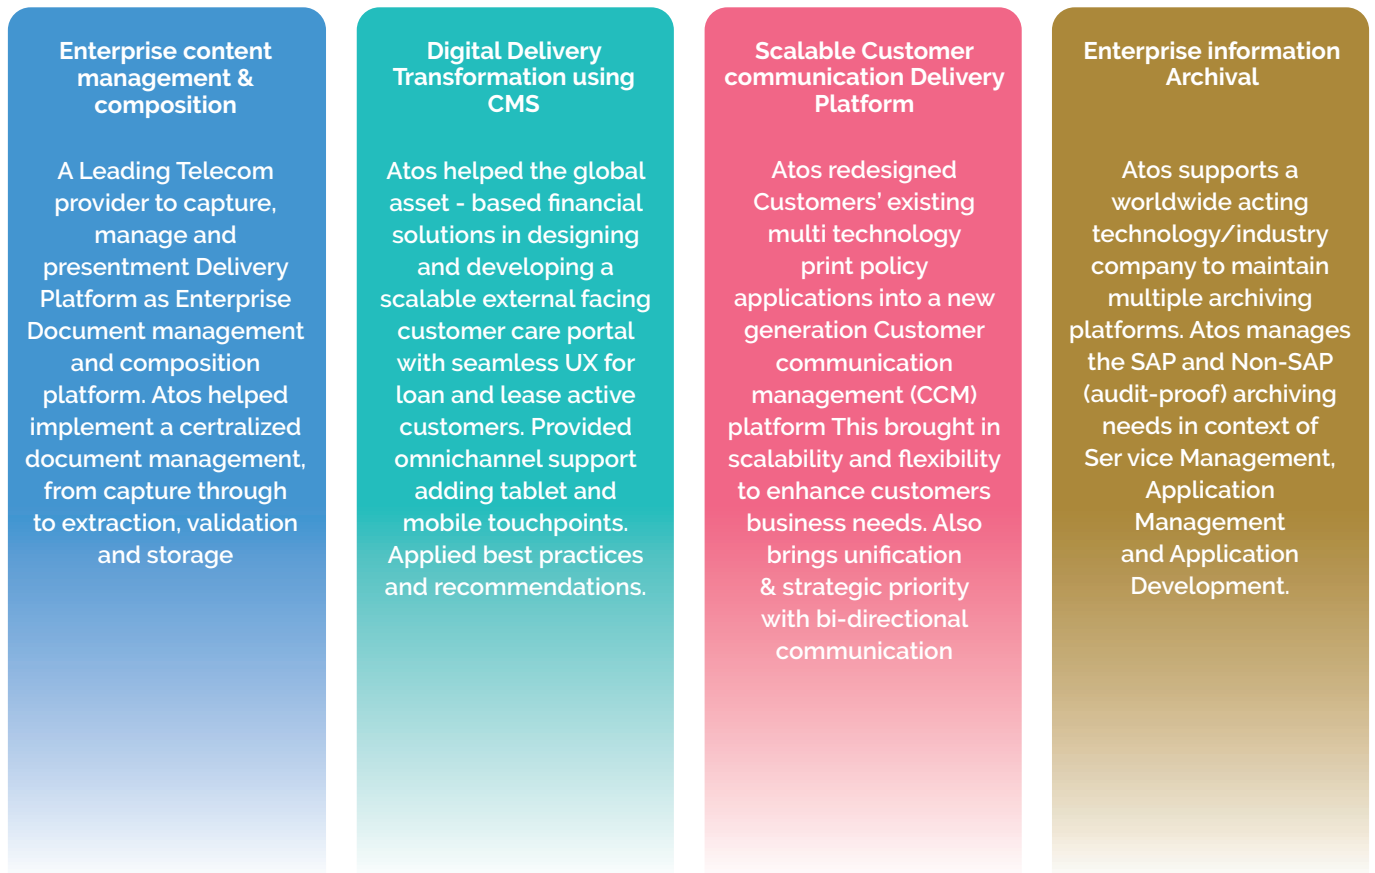 Enterprise content
management &
composition
A Leading Telecom
provider to capture,
manage and
presentment Delivery
Platform as Enterprise
Document management
and composition
platform. Atos helped
implement a certralized
document management,
from capture through
to extraction, validation
and storage
Digital Delivery
Transformation using
CMS
Atos helped the global
asset - based financial
solutions in designing
and developing a
scalable external facing
customer care portal
with seamless UX for
loan and lease active
customers. Provided
omnichannel support
adding tablet and
mobile touchpoints.
Applied best practices
and recommendations.
Scalable Customer
communication Delivery
Platform
Atos redesigned
Customers’ existing
multi technology
print policy
applications into a new
generation Customer
communication
management (CCM)
platform This brought in
scalability and flexibility
to enhance customers
business needs. Also
brings unification
& strategic priority
with bi-directional
communication
Enterprise information
Archival
Atos supports a
worldwide acting
technology/industry
company to maintain
multiple archiving
platforms. Atos manages
the SAP and Non-SAP
(audit-proof) archiving
needs in context of
Ser vice Management,
Application
Management
and Application
Development.